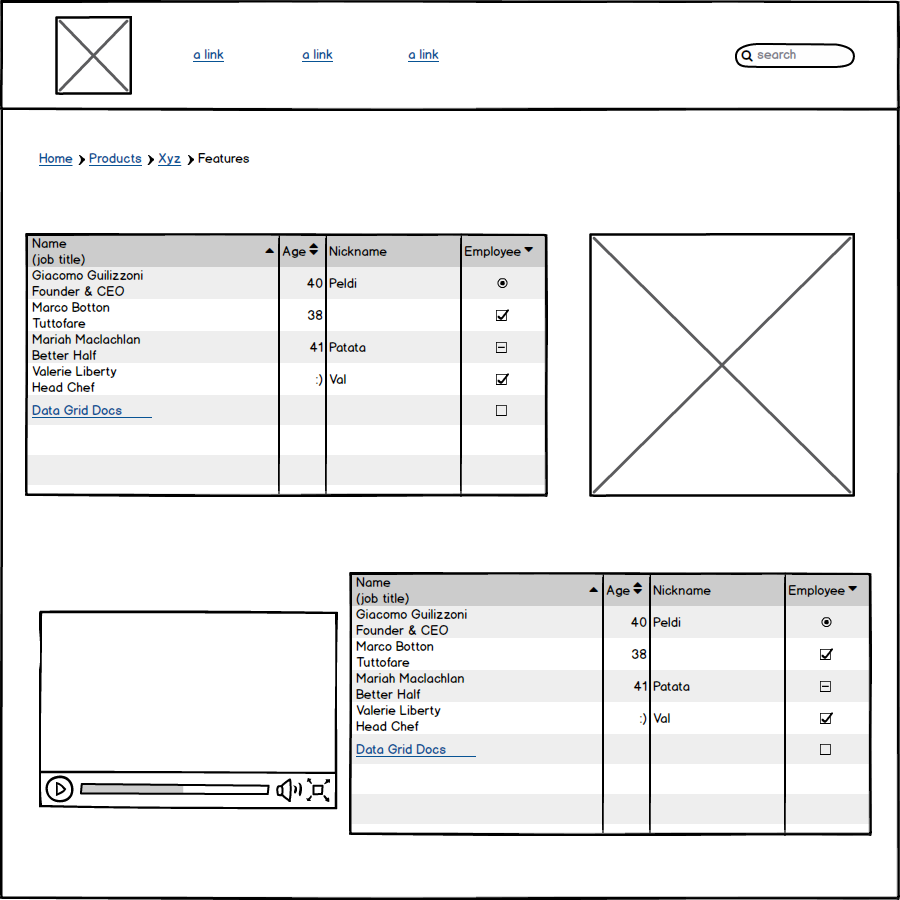 a link a link a link search
Home Products Xyz Features
Name
(job title) Age Nickname Employee
Giacomo Guilizzoni
Founder & CEO 40 Peldi
Marco Botton
Tuttofare 38
Mariah Maclachlan
Better Half 41 Patata
Valerie Liberty
Head Chef :) Val
Data Grid Docs
Name
(job title) Age Nickname Employee
Giacomo Guilizzoni
Founder & CEO 40 Peldi
Marco Botton
Tuttofare 38
Mariah Maclachlan
Better Half 41 Patata
Valerie Liberty
Head Chef :) Val
Data Grid Docs